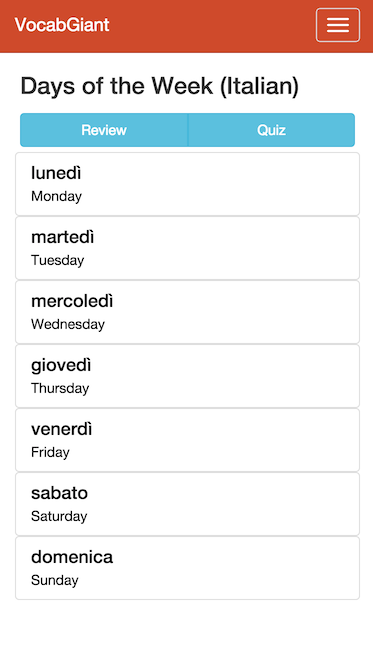 VocabGiant
Days of the Week (Italian)
Review Quiz
lunedì
Monday
martedì
Tuesday
mercoledì
Wednesday
giovedì
Thursday
venerdì
Friday
sabato
Saturday
domenica
Sunday